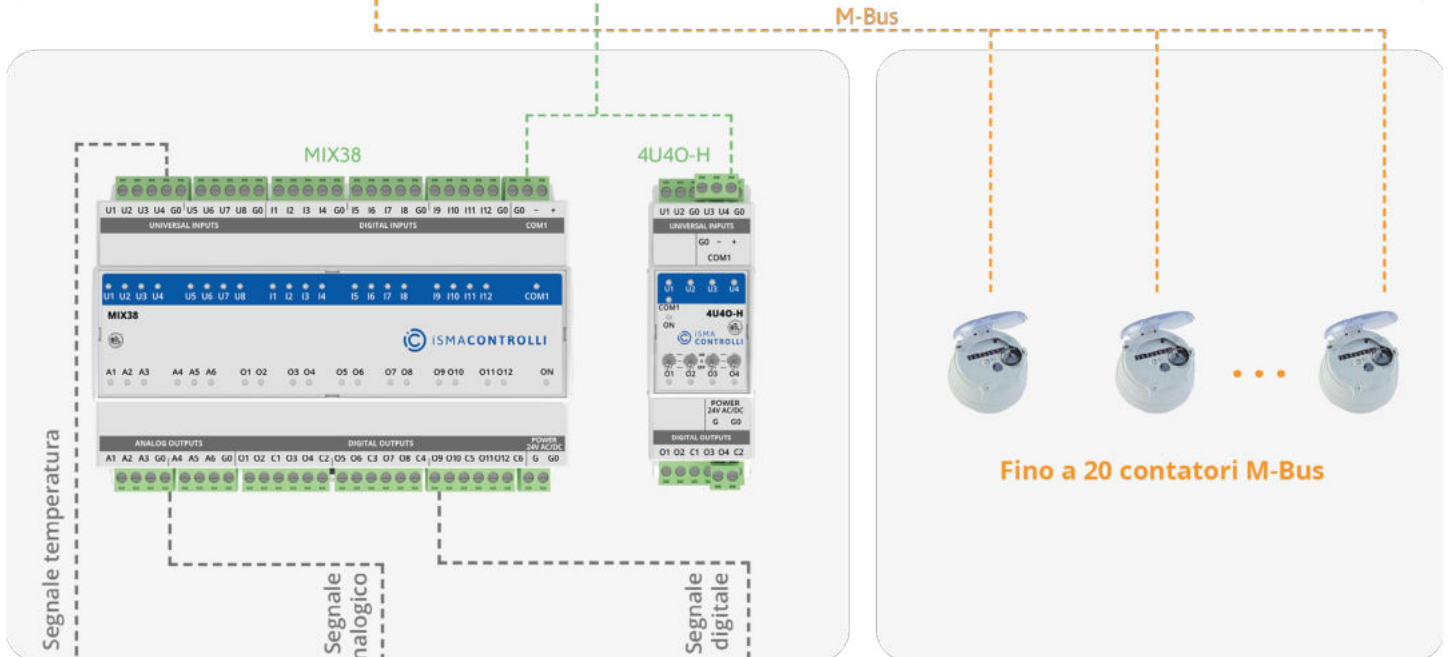 M-Bus
MIX38
4U4O-H
U1 U2 U3 U4 G0 U5 U6 U7 U8 G0 I1 I2 I3 I4 G0 I5 I6 I7 I8 G0 I9 I10 I11 I12 G0 G0 - +
UNIVERSAL INPUTS DIGITAL INPUTS COM1
U1 U2 G0 U3 U4 G0
UNIVERSAL INPUTS
G0 - +
COM1
U1 U2 U3 U4 U5 U6 U7 U8 I1 I2 I3 I4 I5 I6 I7 I8 I9 I10 I11 I12 COM1
MIX38
iSMACONTROLLI
A1 A2 A3 A4 A5 A6 O1 O2 O3 O4 O5 O6 O7 O8 O9 O10 O11 O12 ON
U1 U2 U3 U4
COM1
4U4O-H
ON
iSMA
CONTROLLI
O1 O2 O3 O4
ANALOG OUTPUTS DIGITAL OUTPUTS POWER
24V AC/DC
A1 A2 A3 G0 A4 A5 A6 G0 O1 O2 C1 O3 O4 C2 O5 O6 C3 O7 O8 C4 O9 O10 C5 O11 O12 C6 G G0
POWER
24V AC/DC
G G0
DIGITAL OUTPUTS
O1 O2 C1 O3 O4 C2
...
Fino a 20 contatori M-Bus
Segnale temperatura
Segnale
nalogico
Segnale
digitale